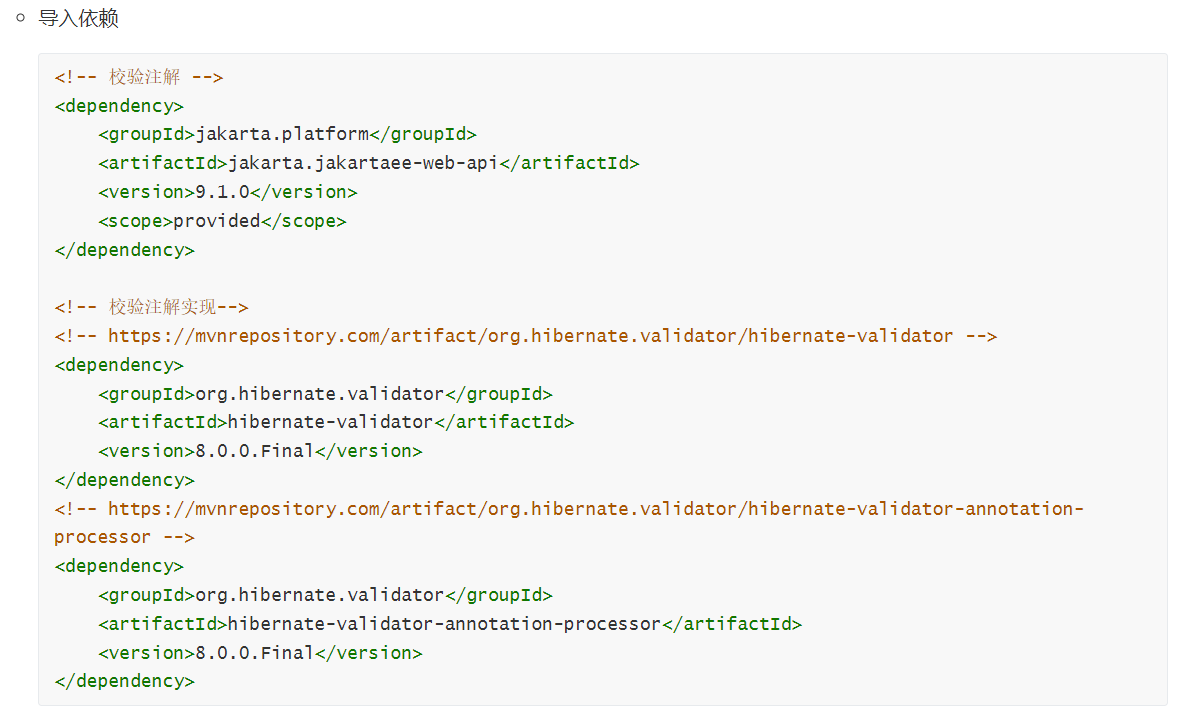 导入依赖
<!-- 校验注解 -->
<dependency>
    <groupId>jakarta.platform</groupId>
    <artifactId>jakarta.jakartaee-web-api</artifactId>
    <version>9.1.0</version>
    <scope>provided</scope>
</dependency>

<!-- 校验注解实现-->
<!-- https://mvnrepository.com/artifact/org.hibernate.validator/hibernate-validator -->
<dependency>
    <groupId>org.hibernate.validator</groupId>
    <artifactId>hibernate-validator</artifactId>
    <version>8.0.0.Final</version>
</dependency>
<!-- https://mvnrepository.com/artifact/org.hibernate.validator/hibernate-validator-annotation-
processor -->
<dependency>
    <groupId>org.hibernate.validator</groupId>
    <artifactId>hibernate-validator-annotation-processor</artifactId>
    <version>8.0.0.Final</version>
</dependency>